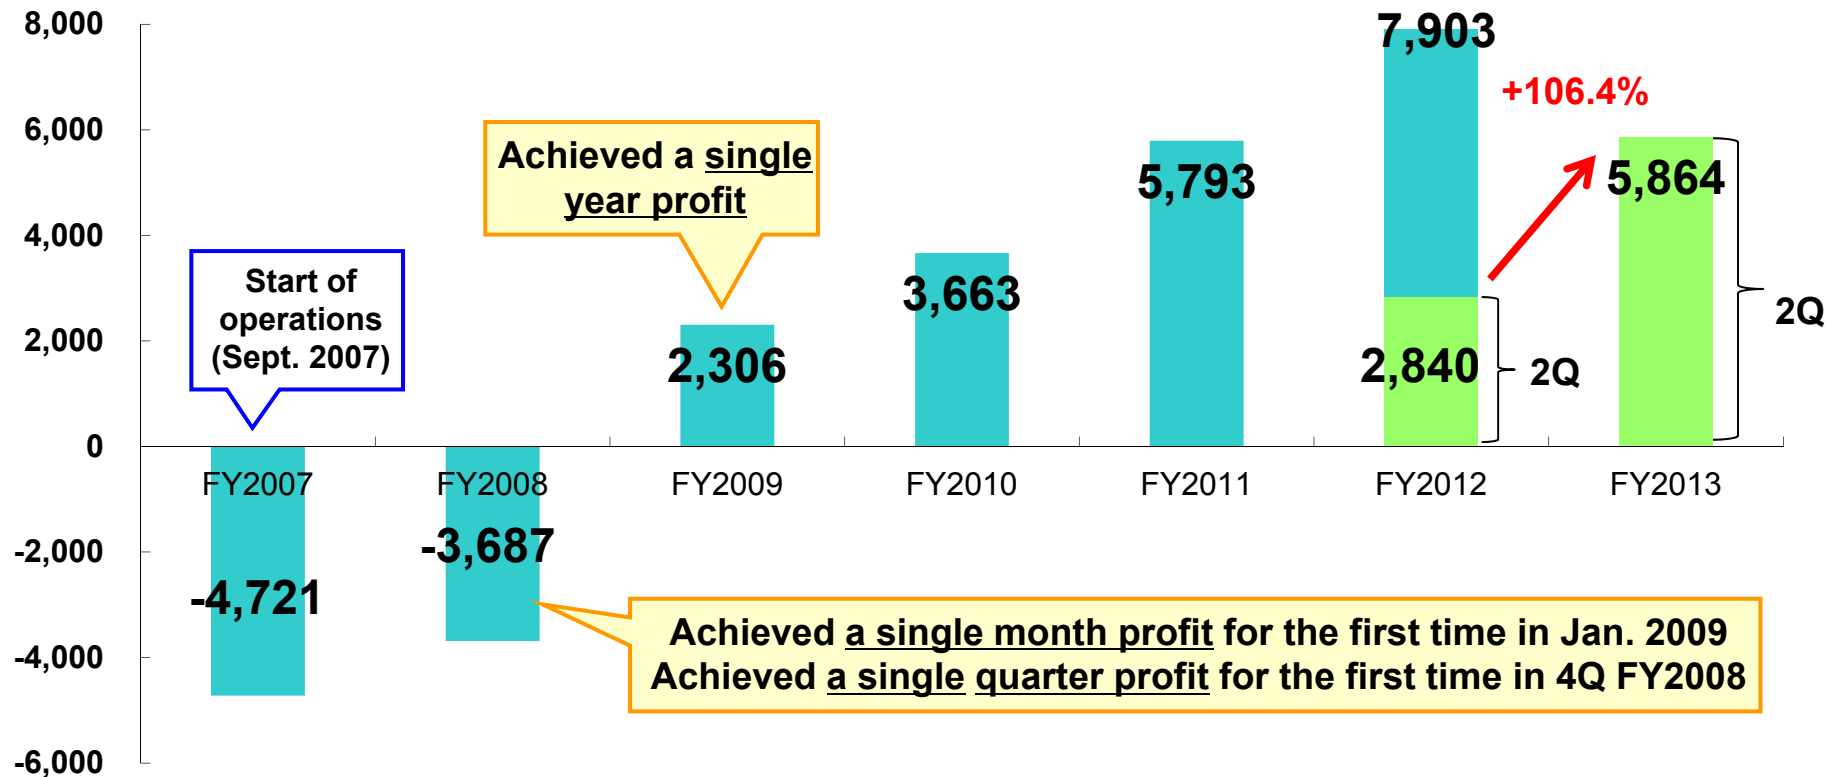 8,000
6,000
4,000
2,000
0
-2,000
-4,000
-6,000
Start of
operations
(Sept. 2007)
Achieved a single
year profit
7,903
+106.4%
5,793
5,864
3,663
2,306
2,840
2Q
2Q
FY2007
FY2008
FY2009
FY2010
FY2011
FY2012
FY2013
-4,721
-3,687
Achieved a single month profit for the first time in Jan. 2009
Achieved a single quarter profit for the first time in 4Q FY2008